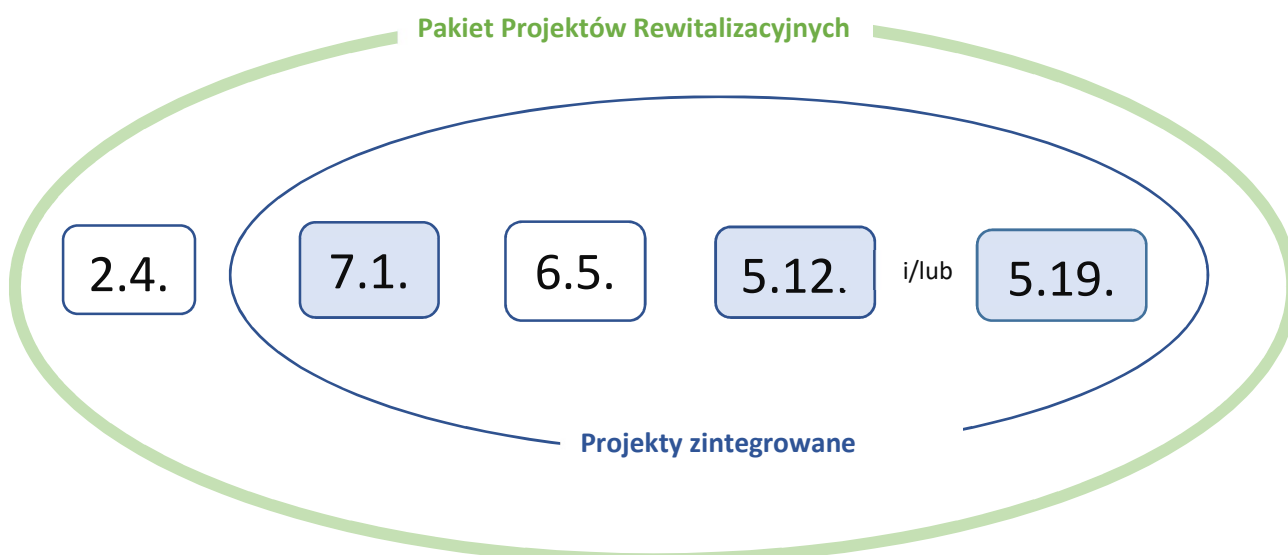 Pakiet Projektów Rewitalizacyjnych
2.4.
7.1.
6.5.
5.12.
i/lub
5.19.
Projekty zintegrowane